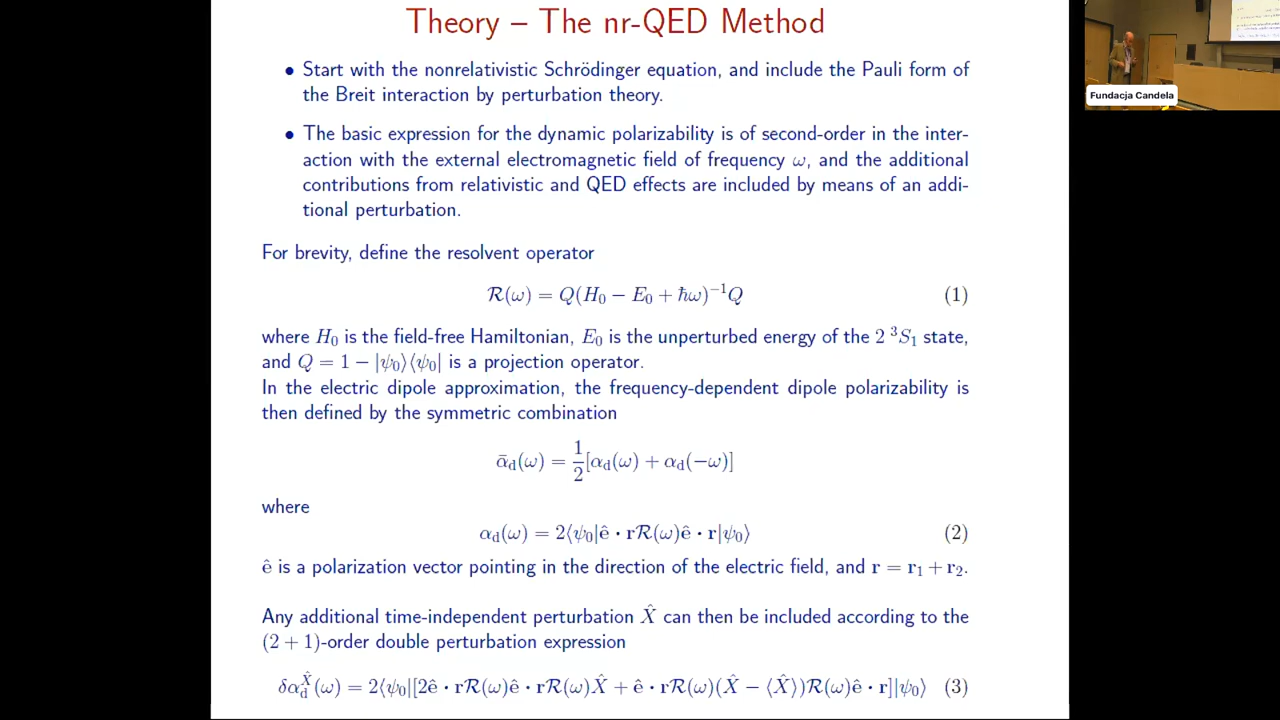 Theory – The nr-QED Method
• Start with the nonrelativistic Schrödinger equation, and include the Pauli form of
the Breit interaction by perturbation theory.
• The basic expression for the dynamic polarizability is of second-order in the inter-
action with the external electromagnetic field of frequency ω, and the additional
contributions from relativistic and QED effects are included by means of an addi-
tional perturbation.
For brevity, define the resolvent operator
ℛ(ω) = Q(H₀ − E₀ + ℏω)⁻¹Q (1)
where H₀ is the field-free Hamiltonian, E₀ is the unperturbed energy of the 2 ³S₁ state,
and Q = 1 − |ψ₀⟩⟨ψ₀| is a projection operator.
In the electric dipole approximation, the frequency-dependent dipole polarizability is
then defined by the symmetric combination
ᾱ_d(ω) = 1/2[α_d(ω) + α_d(−ω)]
where
α_d(ω) = 2⟨ψ₀|ê · rℛ(ω)ê · r|ψ₀⟩ (2)
ê is a polarization vector pointing in the direction of the electric field, and r = r₁ + r₂.
Any additional time-independent perturbation X̂ can then be included according to the
(2 + 1)-order double perturbation expression
δα_d^X̂(ω) = 2⟨ψ₀|[2ê · rℛ(ω)ê · rℛ(ω)X̂ + ê · rℛ(ω)(X̂ − ⟨X̂⟩)ℛ(ω)ê · r]|ψ₀⟩ (3)
Fundacja Candela